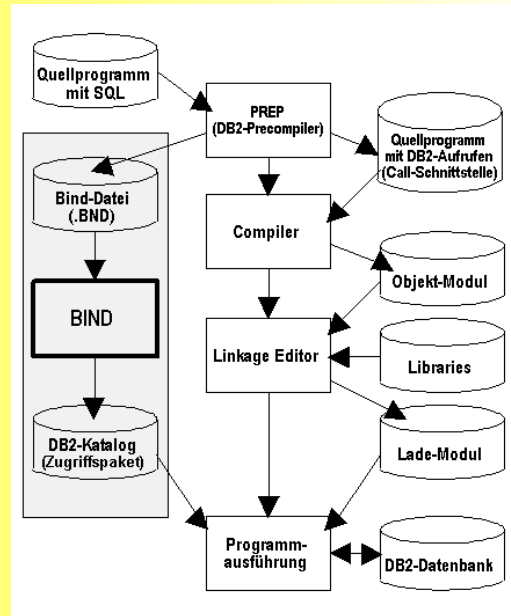 Quellprogramm
mit SQL
PREP
(DB2-Precompiler)
Quellprogramm
mit DB2-Aufrufen
(Call-Schnittstelle)
Bind-Datei
(.BND)
Compiler
Objekt-Modul
BIND
Linkage Editor
Libraries
DB2-Katalog
(Zugriffspaket)
Lade-Modul
Programm-
ausführung
DB2-Datenbank